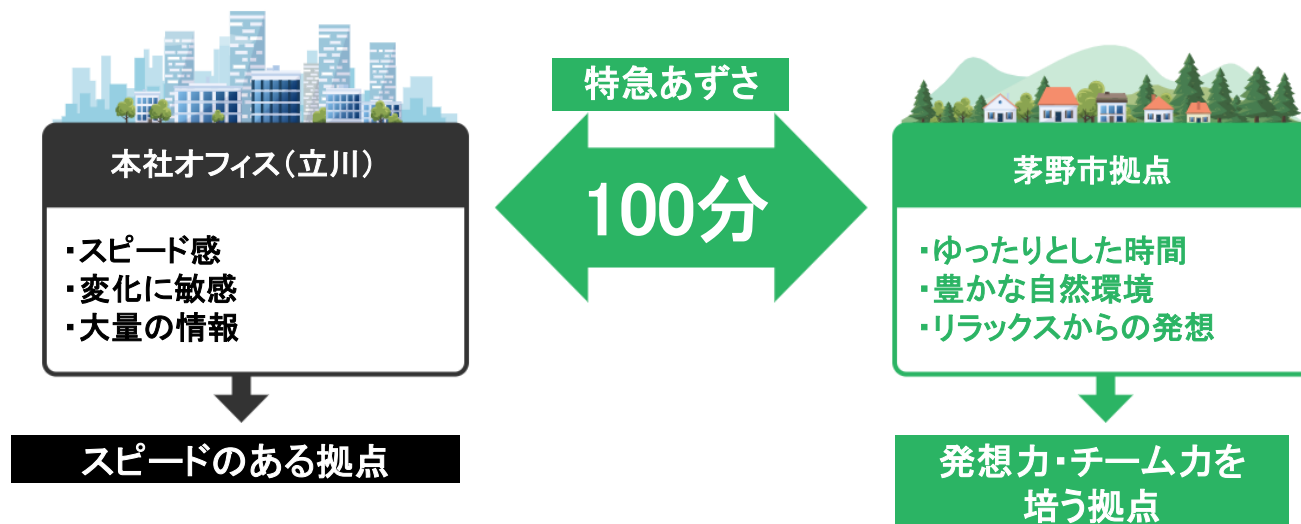 本社オフィス（立川）
・スピード感
・変化に敏感
・大量の情報
スピードのある拠点
特急あずさ
100分
茅野市拠点
・ゆったりとした時間
・豊かな自然環境
・リラックスからの発想
発想力・チーム力を
培う拠点